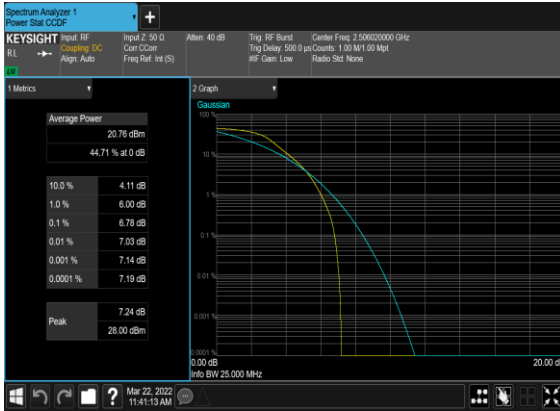 Spectrum Analyzer 1
Power Stat CCDF
+
KEYSIGHT
RL
Input: RF
Coupling: DC
Align: Auto
Input Z: 50 Ω
Corr CCorr
Freq Ref: Int (S)
Atten: 40 dB
Trig: RF Burst
Trig Delay: 500.0 µs
#IF Gain: Low
Center Freq: 2.506020000 GHz
Counts: 1.00 M/1.00 Mpt
Radio Std: None
1 Metrics
Average Power
20.76 dBm
44.71 % at 0 dB
10.0 % 4.11 dB
1.0 % 6.00 dB
0.1 % 6.78 dB
0.01 % 7.03 dB
0.001 % 7.14 dB
0.0001 % 7.19 dB
Peak
7.24 dB
28.00 dBm
2 Graph
Gaussian
100 %
10 %
1 %
0.1 %
0.01 %
0.001 %
0.0001 %
0.00 dB
20.00 d
Info BW 25.000 MHz
?
Mar 22, 2022
11:41:13 AM